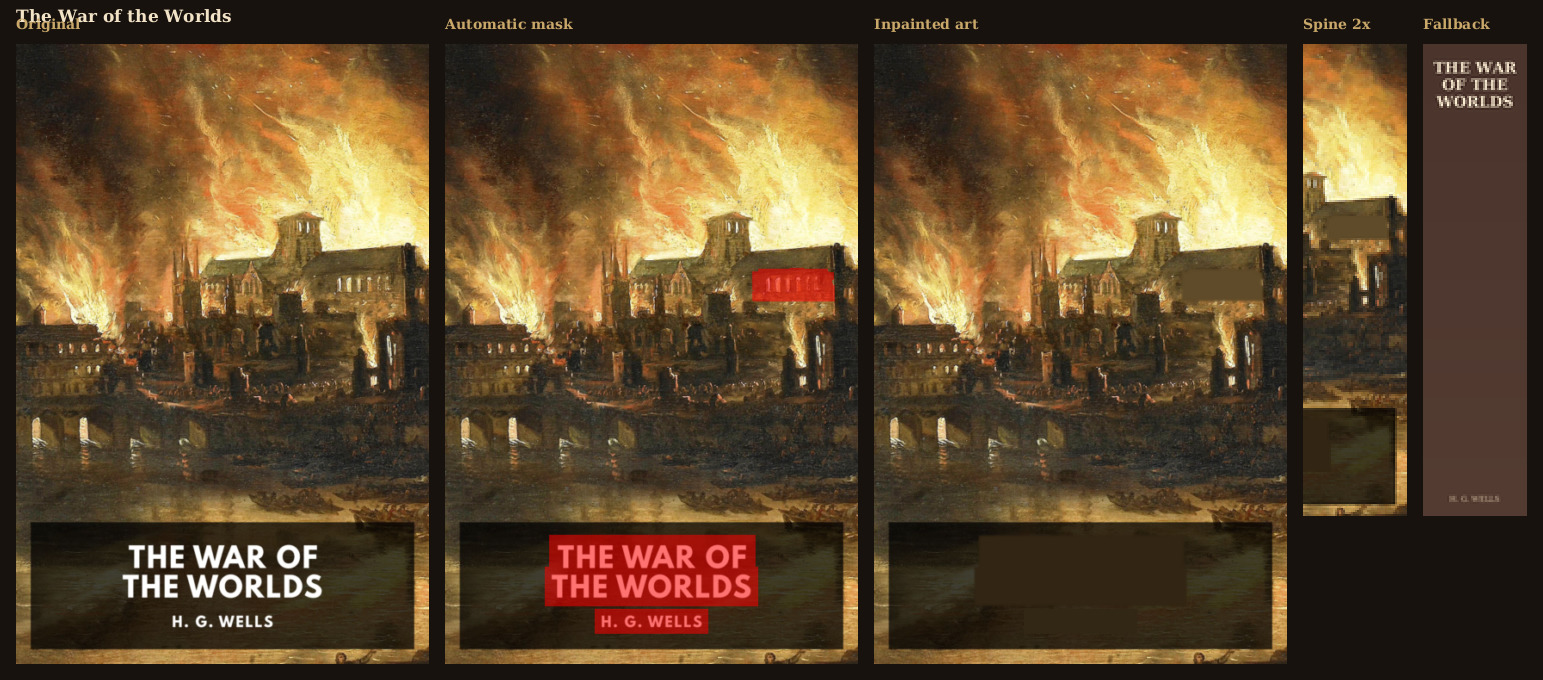 The War of the Worlds
Original
Automatic mask
Inpainted art
Spine 2x
Fallback
THE WAR OF
THE WORLDS
H. G. WELLS
THE WAR OF
THE WORLDS
H. G. WELLS
THE WAR
OF THE
WORLDS
H. G. WELLS